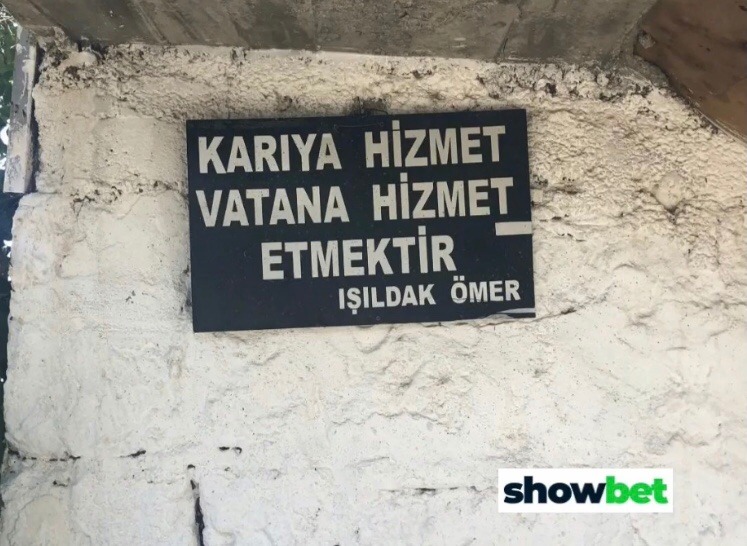 KARIYA HİZMET
VATANA HİZMET
ETMEKTİR
IŞILDAK ÖMER
showbet